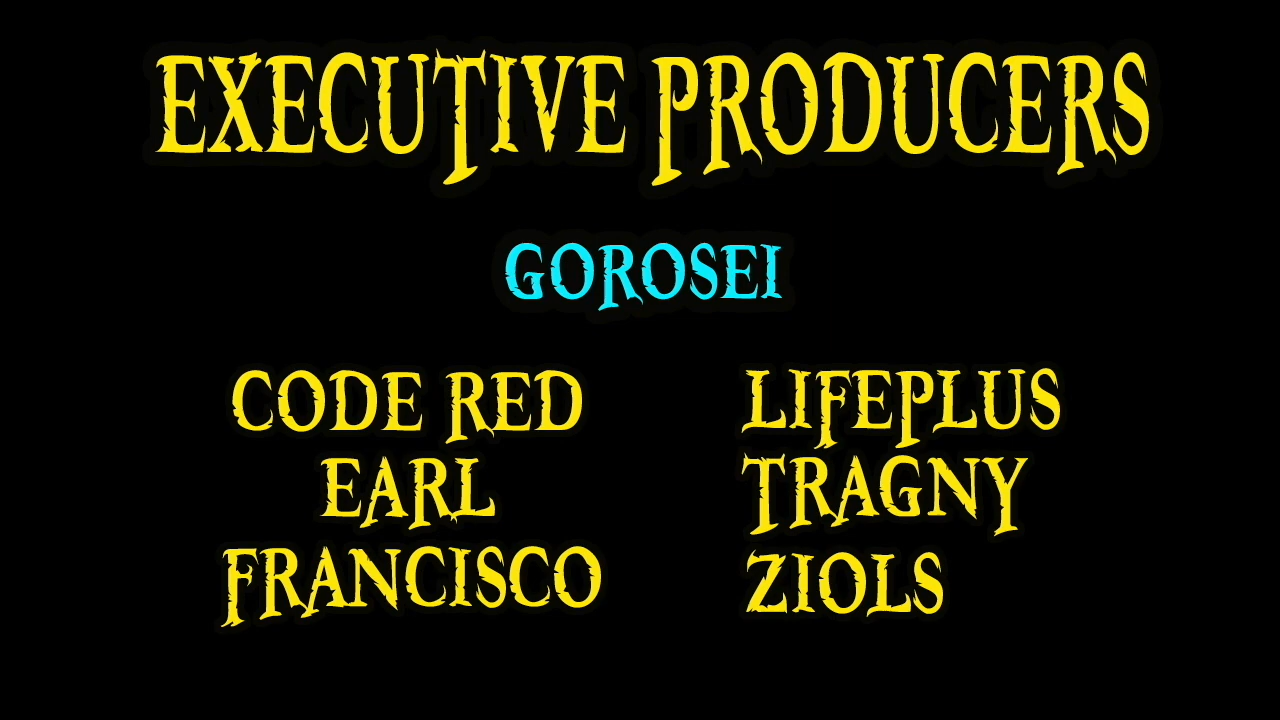 EXECUTIVE PRODUCERS
GOROSEI
CODE RED
EARL
FRANCISCO
LIFEPLUS
TRAGNY
ZIOLS